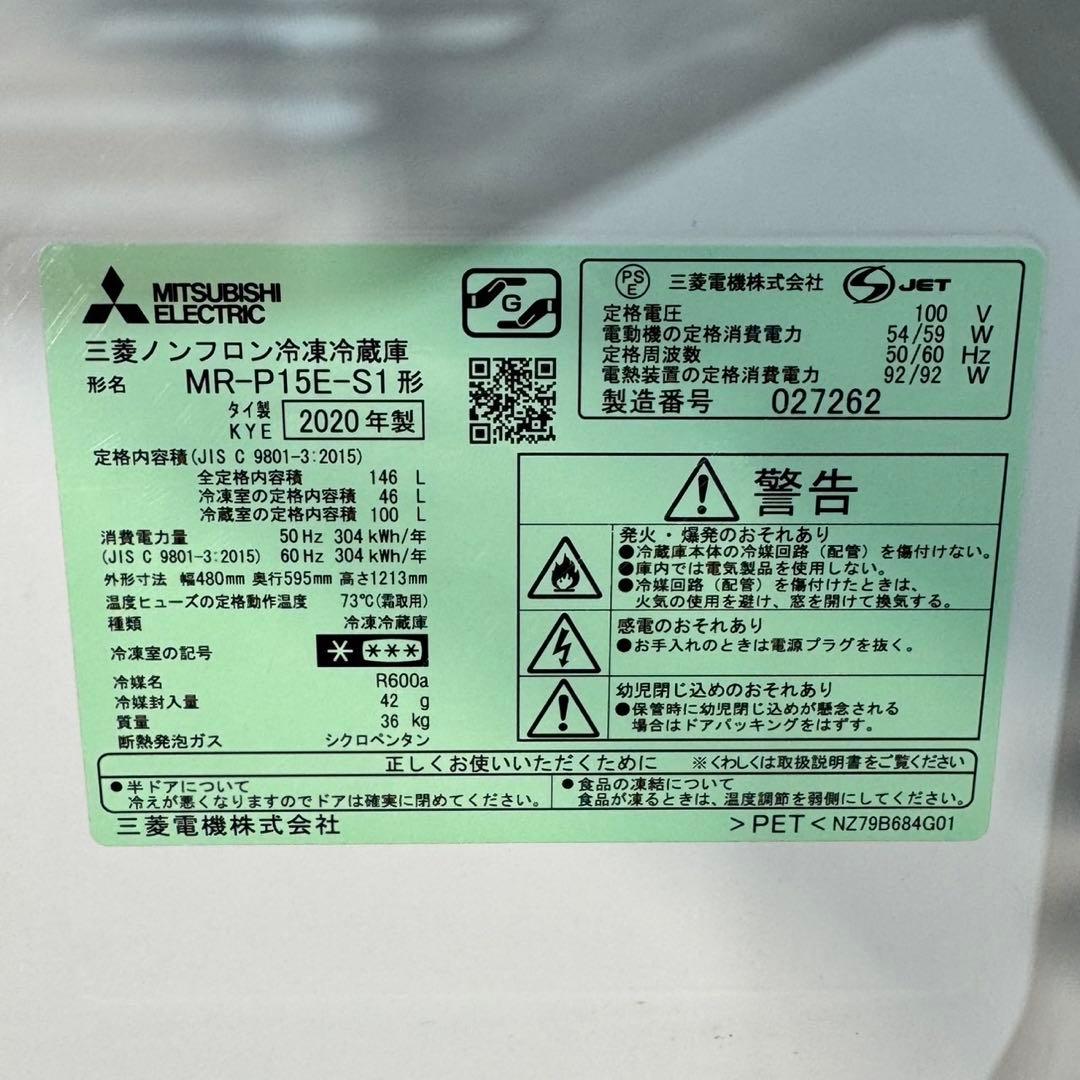 MITSUBISHI
ELECTRIC
三菱ノンフロン冷凍冷蔵庫
形名 MR-P15E-S1形
タイ製
KYE 2020年製
定格内容積(JIS C 9801-3:2015)
全定格内容積 146 L
冷凍室の定格内容積 46 L
冷蔵室の定格内容積 100 L
消費電力量 50 Hz 304 kWh/年
(JIS C 9801-3:2015) 60 Hz 304 kWh/年
外形寸法 幅480mm 奥行595mm 高さ1213mm
温度ヒューズの定格動作温度 73℃(霜取用)
種類 冷凍冷蔵庫
冷凍室の記号 * ***
冷媒名 R600a
冷媒封入量 42 g
質量 36 kg
断熱発泡ガス シクロペンタン
G
PS
E 三菱電機株式会社 S JET
定格電圧 100 V
電動機の定格消費電力 54/59 W
定格周波数 50/60 Hz
電熱装置の定格消費電力 92/92 W
製造番号 027262
警告
発火・爆発のおそれあり
●冷蔵庫本体の冷媒回路(配管)を傷付けない。
●庫内では電気製品を使用しない。
●冷媒回路(配管)を傷付けたときは、
火気の使用を避け、窓を開けて換気する。
感電のおそれあり
●お手入れのときは電源プラグを抜く。
幼児閉じ込めのおそれあり
●保管時に幼児閉じ込めが懸念される
場合はドアパッキングをはずす。
正しくお使いいただくために ※くわしくは取扱説明書をご覧ください
●半ドアについて
冷えが悪くなりますのでドアは確実に閉めてください。
●食品の凍結について
食品が凍るときは、温度調節を弱側にしてください。
三菱電機株式会社 >PET< NZ79B684G01